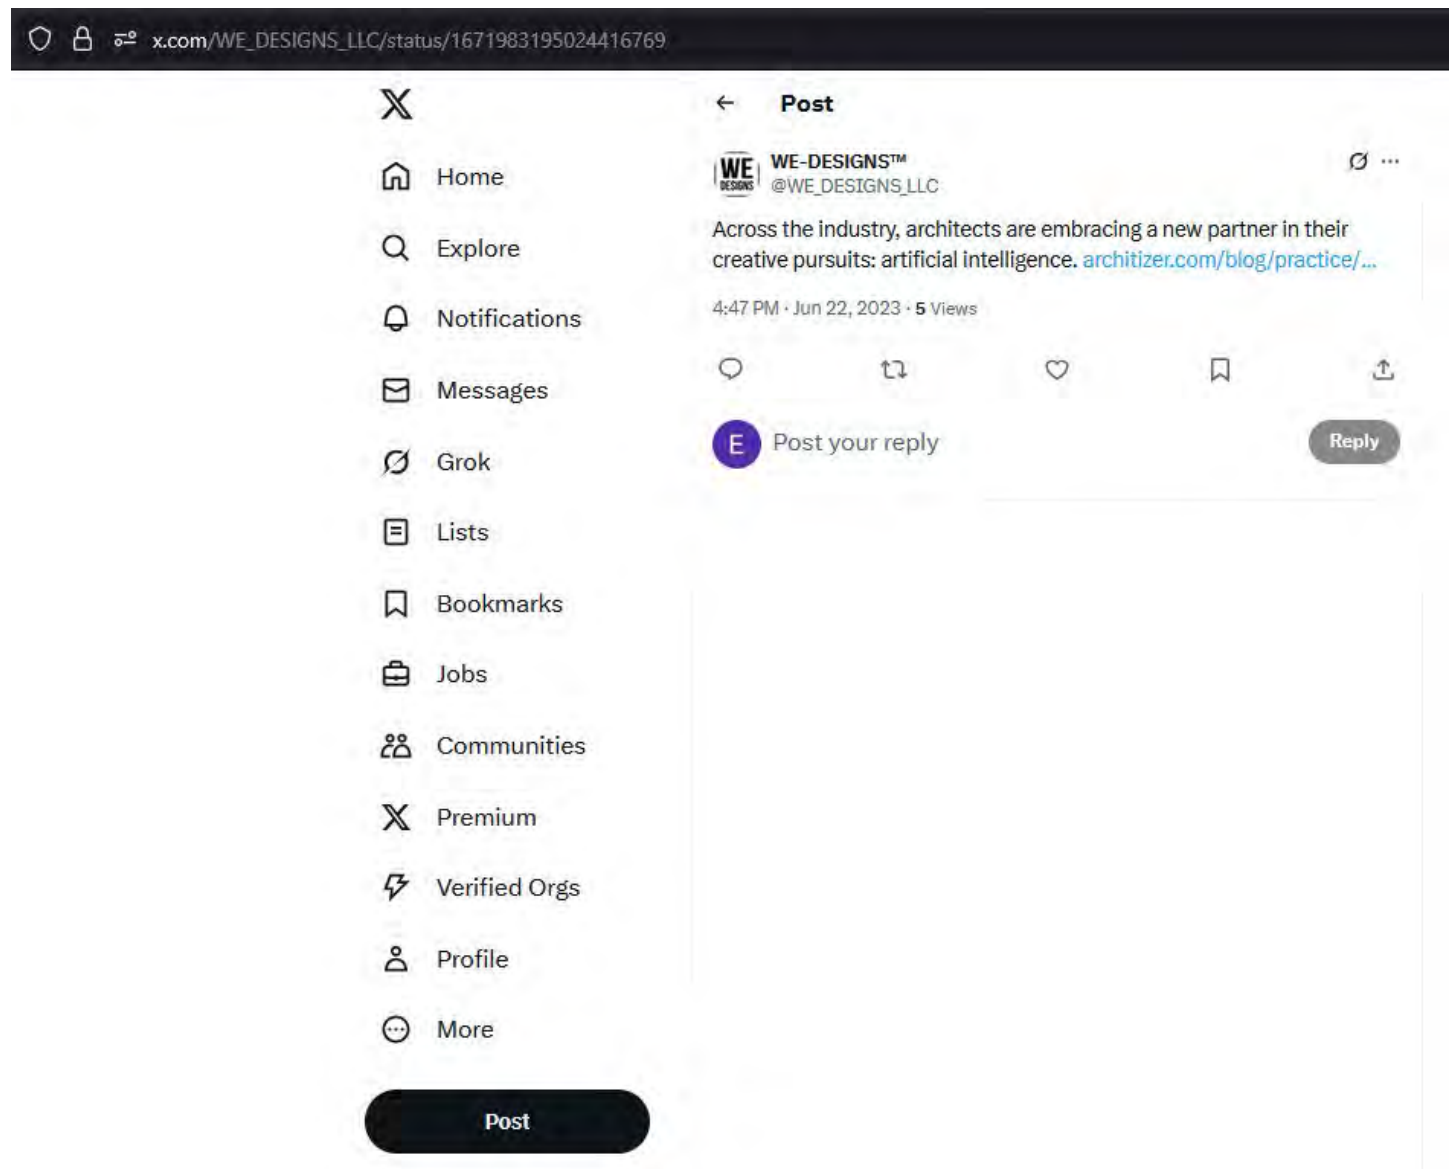 x.com/WE_DESIGNS_LLC/status/1671983195024416769
Home
Explore
Notifications
Messages
Grok
Lists
Bookmarks
Jobs
Communities
Premium
Verified Orgs
Profile
More
Post
Post
WE DESIGNS
WE-DESIGNS™
@WE_DESIGNS_LLC
Across the industry, architects are embracing a new partner in their
creative pursuits: artificial intelligence. architizer.com/blog/practice/...
4:47 PM · Jun 22, 2023 · 5 Views
E
Post your reply
Reply